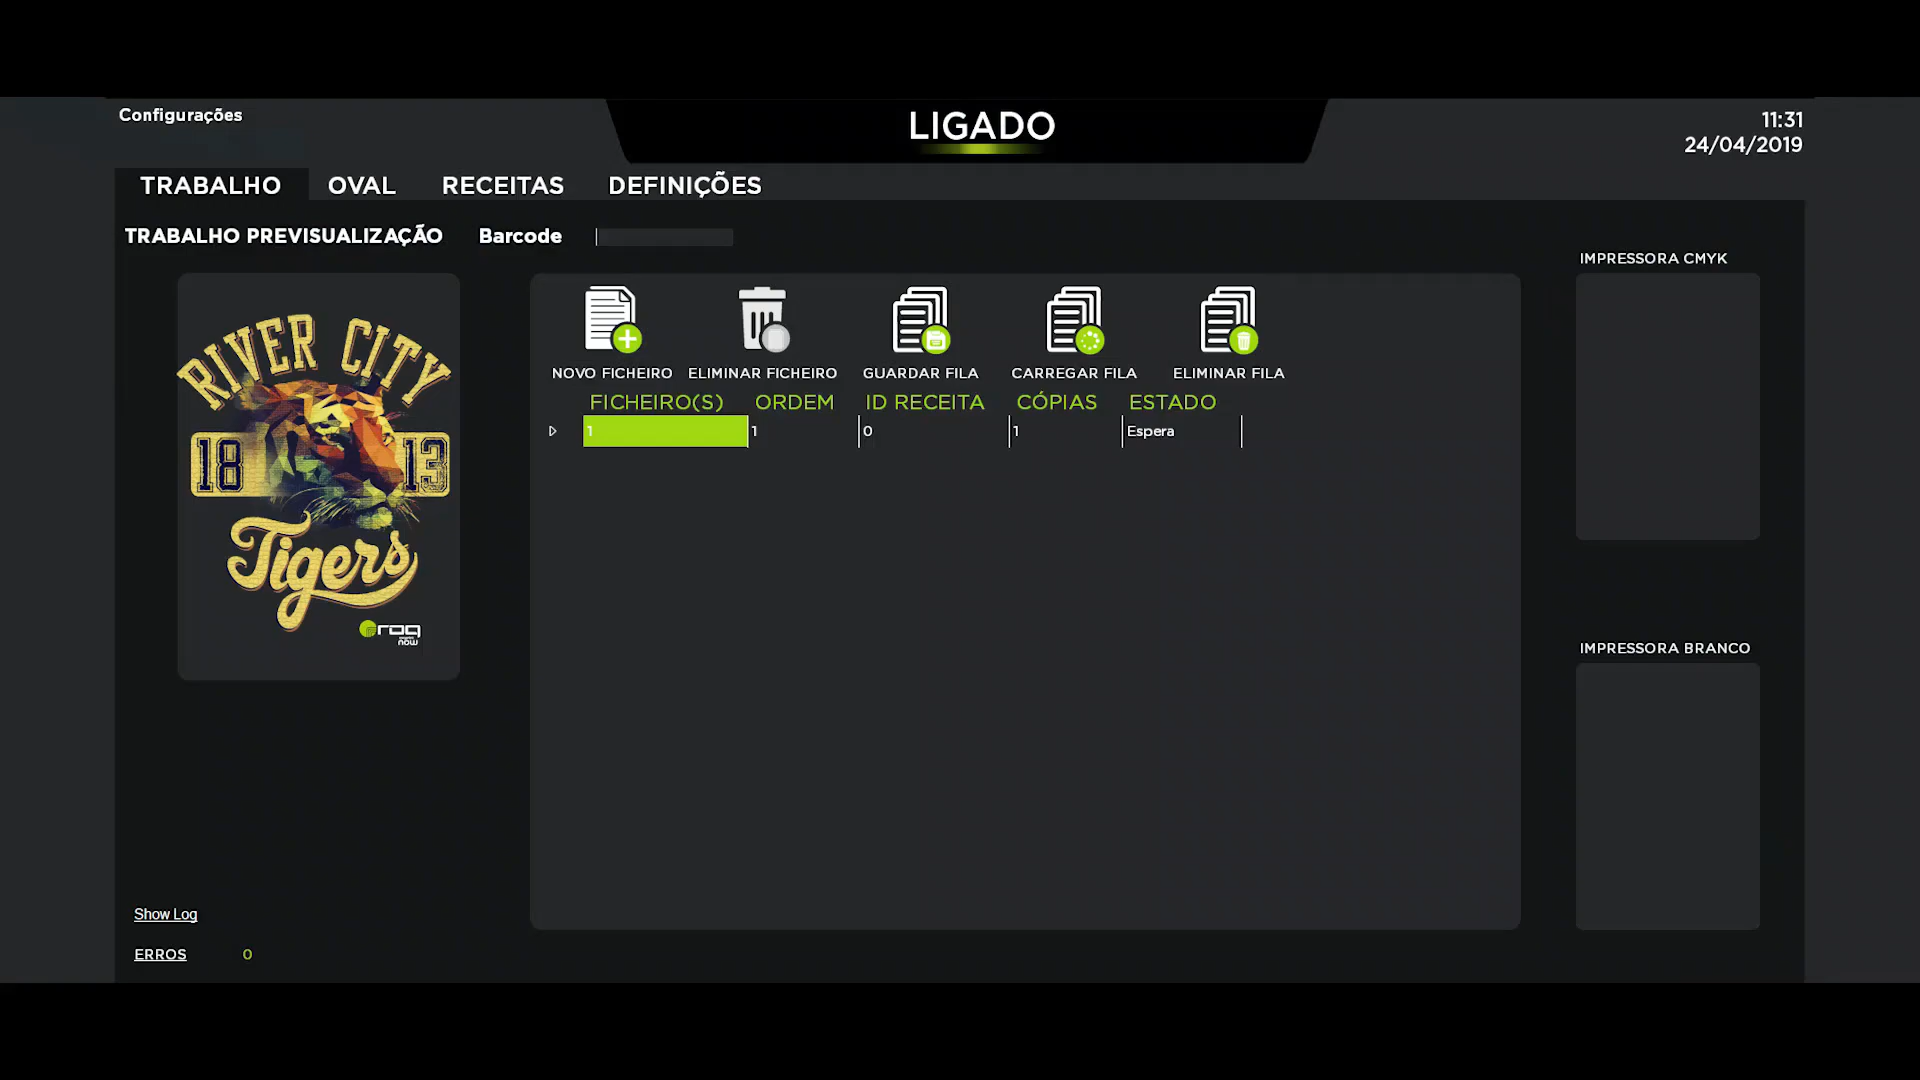 Configurações
LIGADO
11:31
24/04/2019
TRABALHO OVAL RECEITAS DEFINIÇÕES
TRABALHO PREVISUALIZAÇÃO Barcode
IMPRESSORA CMYK
RIVER CITY
18 13
Tigers
roq
now
NOVO FICHEIRO ELIMINAR FICHEIRO GUARDAR FILA CARREGAR FILA ELIMINAR FILA
FICHEIRO(S) ORDEM ID RECEITA CÓPIAS ESTADO
1 1 0 1 Espera
IMPRESSORA BRANCO
Show Log
ERROS 0